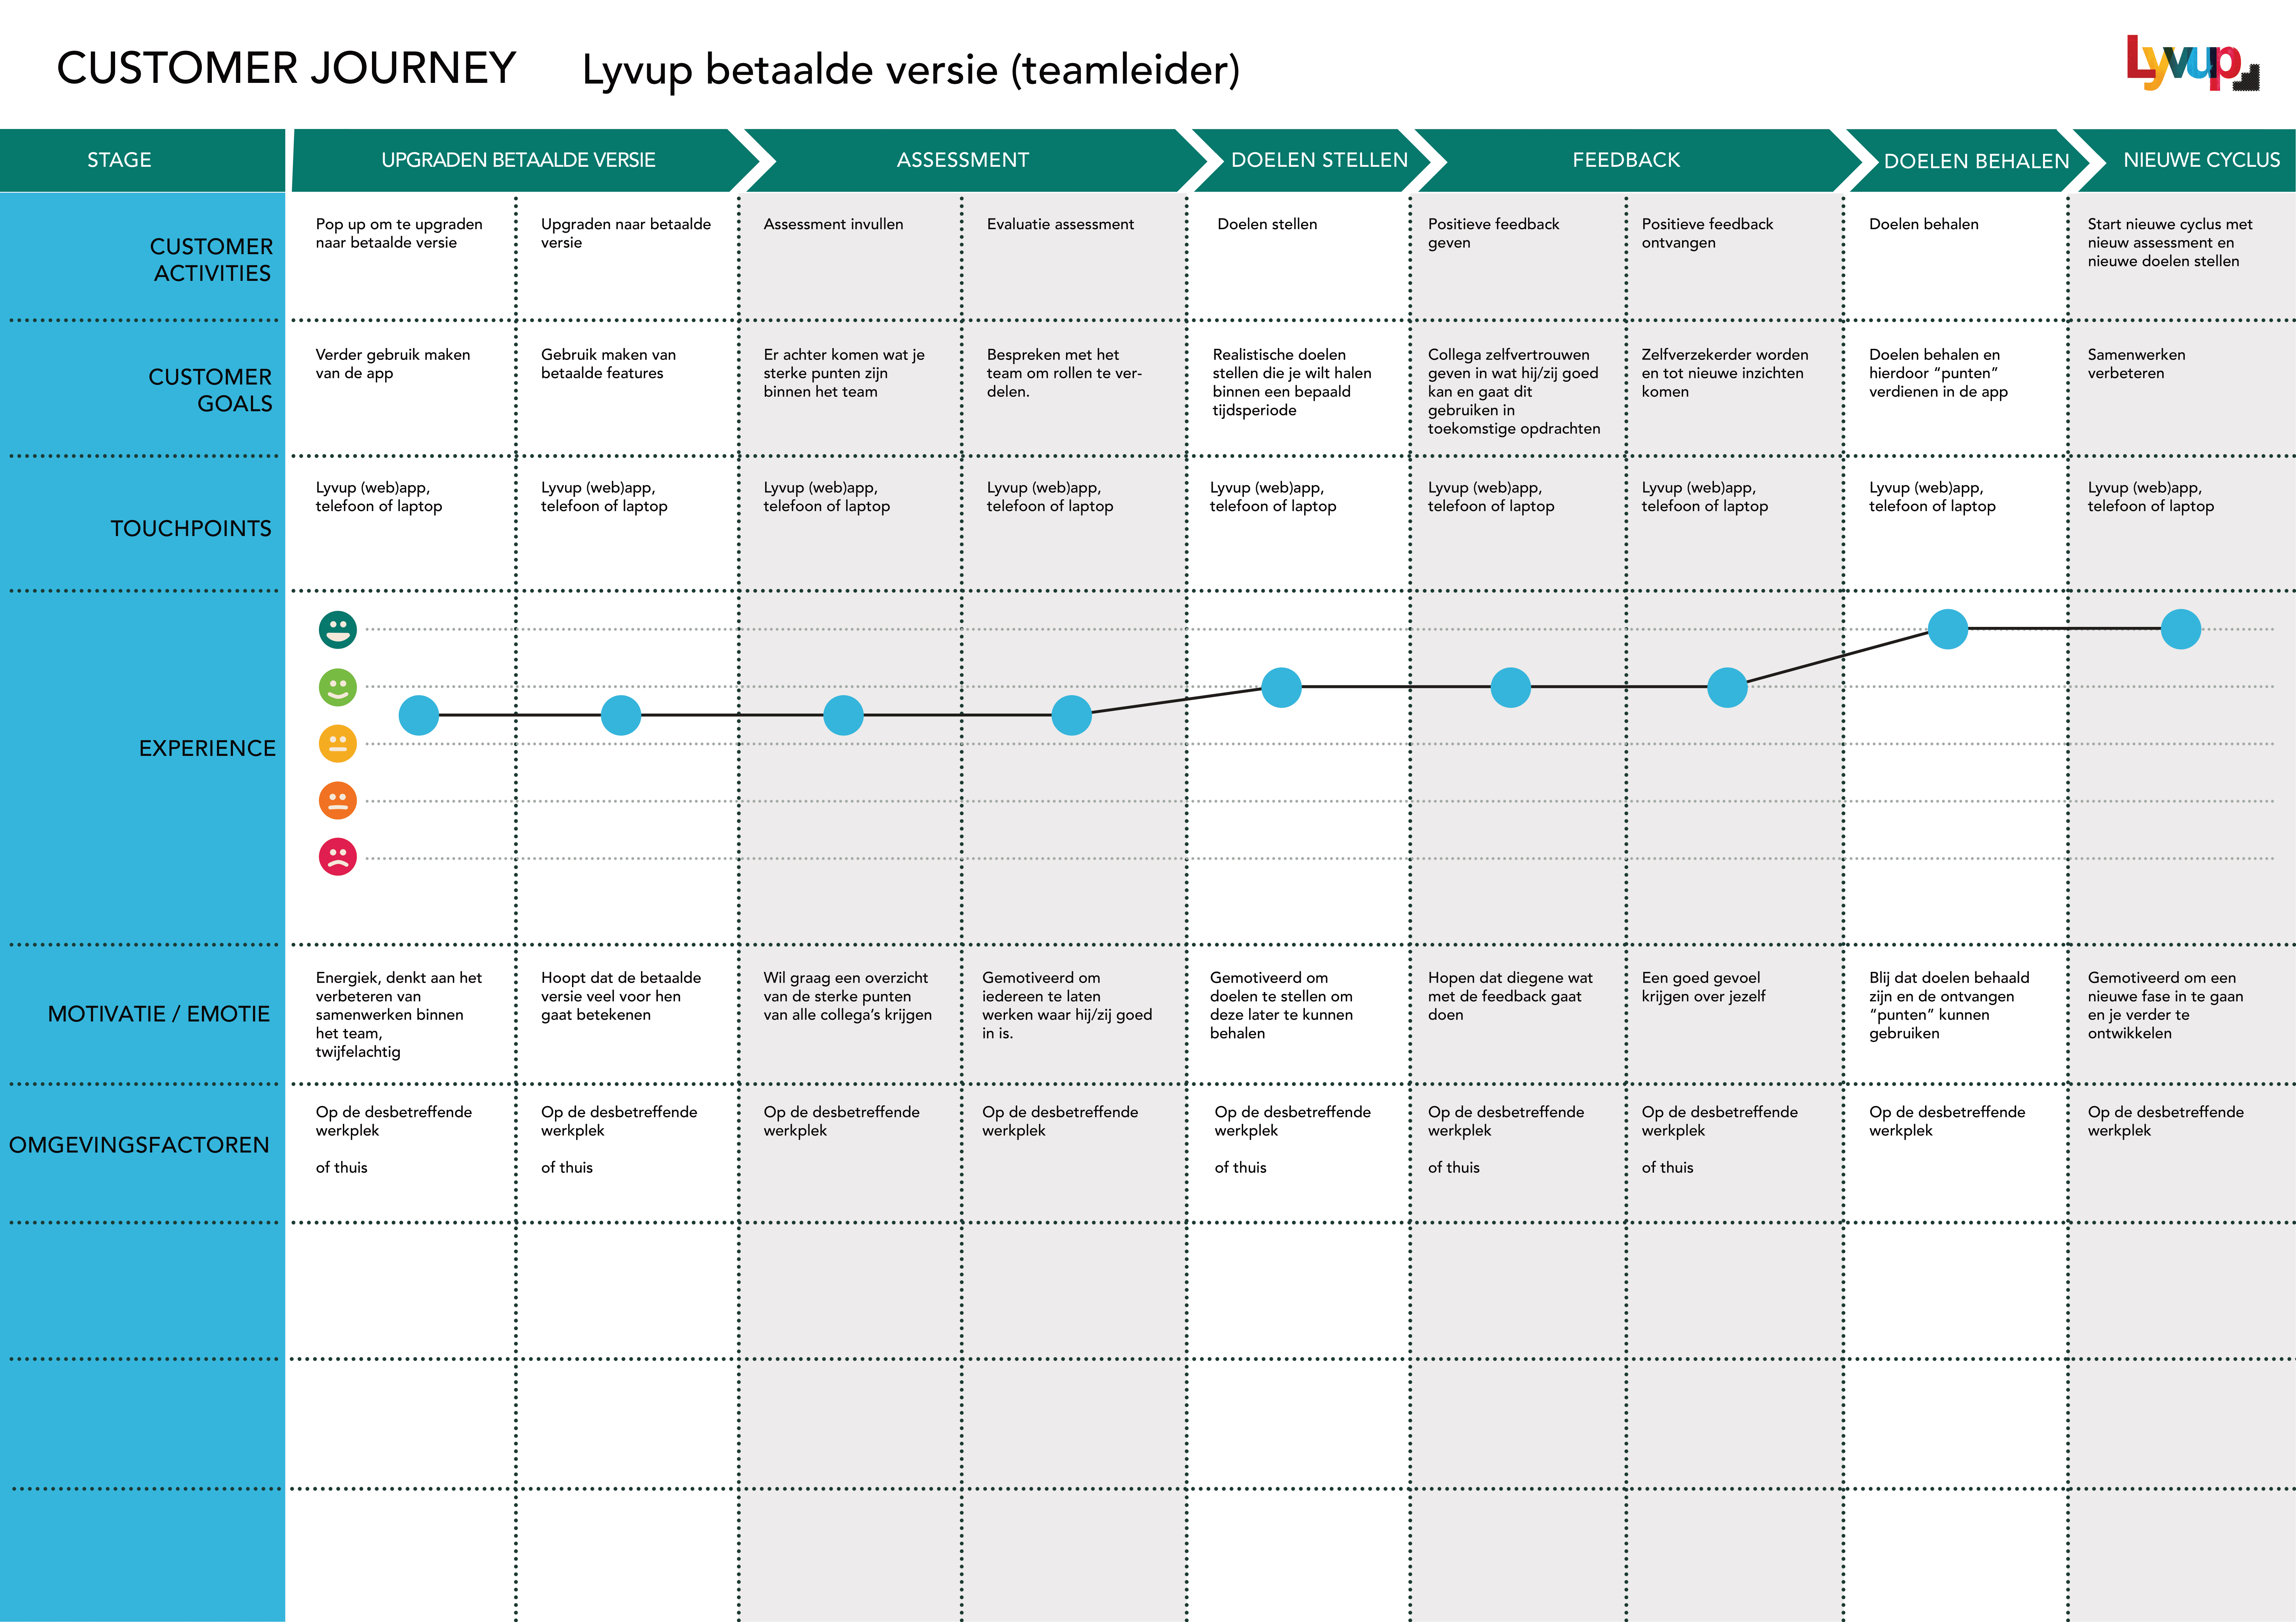 CUSTOMER JOURNEY
Lyvup betaalde versie (teamleider)
Lyvup
STAGE
UPGRADEN BETAALDE VERSIE
ASSESSMENT
DOELEN STELLEN
FEEDBACK
DOELEN BEHALEN
NIEUWE CYCLUS
CUSTOMER
ACTIVITIES
Pop up om te upgraden
naar betaalde versie
Upgraden naar betaalde
versie
Assessment invullen
Evaluatie assessment
Doelen stellen
Positieve feedback
geven
Positieve feedback
ontvangen
Doelen behalen
Start nieuwe cyclus met
nieuw assessment en
nieuwe doelen stellen
CUSTOMER
GOALS
Verder gebruik maken
van de app
Gebruik maken van
betaalde features
Er achter komen wat je
sterke punten zijn
binnen het team
Bespreken met het
team om rollen te ver-
delen.
Realistische doelen
stellen die je wilt halen
binnen een bepaald
tijdsperiode
Collega zelfvertrouwen
geven in wat hij/zij goed
kan en gaat dit
gebruiken in
toekomstige opdrachten
Zelfverzekerder worden
en tot nieuwe inzichten
komen
Doelen behalen en
hierdoor “punten”
verdienen in de app
Samenwerken
verbeteren
TOUCHPOINTS
Lyvup (web)app,
telefoon of laptop
Lyvup (web)app,
telefoon of laptop
Lyvup (web)app,
telefoon of laptop
Lyvup (web)app,
telefoon of laptop
Lyvup (web)app,
telefoon of laptop
Lyvup (web)app,
telefoon of laptop
Lyvup (web)app,
telefoon of laptop
Lyvup (web)app,
telefoon of laptop
Lyvup (web)app,
telefoon of laptop
EXPERIENCE
MOTIVATIE / EMOTIE
Energiek, denkt aan het
verbeteren van
samenwerken binnen
het team,
twijfelachtig
Hoopt dat de betaalde
versie veel voor hen
gaat betekenen
Wil graag een overzicht
van de sterke punten
van alle collega’s krijgen
Gemotiveerd om
iedereen te laten
werken waar hij/zij goed
in is.
Gemotiveerd om
doelen te stellen om
deze later te kunnen
behalen
Hopen dat diegene wat
met de feedback gaat
doen
Een goed gevoel
krijgen over jezelf
Blij dat doelen behaald
zijn en de ontvangen
“punten” kunnen
gebruiken
Gemotiveerd om een
nieuwe fase in te gaan
en je verder te
ontwikkelen
OMGEVINGSFACTOREN
Op de desbetreffende
werkplek
of thuis
Op de desbetreffende
werkplek
of thuis
Op de desbetreffende
werkplek
Op de desbetreffende
werkplek
Op de desbetreffende
werkplek
of thuis
Op de desbetreffende
werkplek
of thuis
Op de desbetreffende
werkplek
of thuis
Op de desbetreffende
werkplek
Op de desbetreffende
werkplek